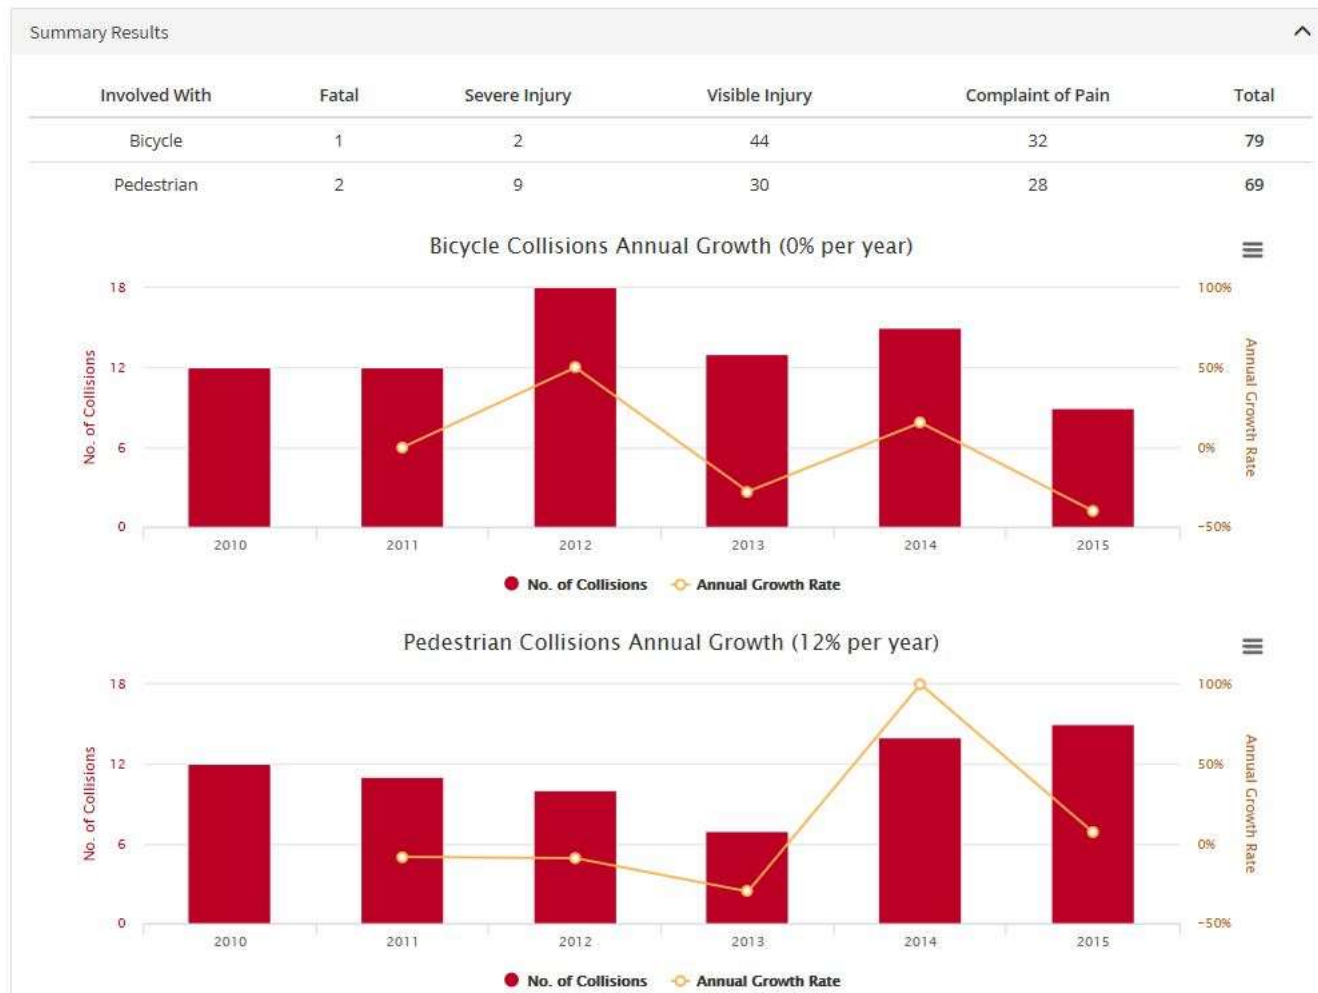 Summary Results
Involved With Fatal Severe Injury Visible Injury Complaint of Pain Total
Bicycle 1 2 44 32 79
Pedestrian 2 9 30 28 69
Bicycle Collisions Annual Growth (0% per year)
18 100%
12 50%
6 0%
0 −50%
No. of Collisions
Annual Growth Rate
2010 2011 2012 2013 2014 2015
No. of Collisions Annual Growth Rate
Pedestrian Collisions Annual Growth (12% per year)
18 100%
12 50%
6 0%
0 −50%
No. of Collisions
Annual Growth Rate
2010 2011 2012 2013 2014 2015
No. of Collisions Annual Growth Rate